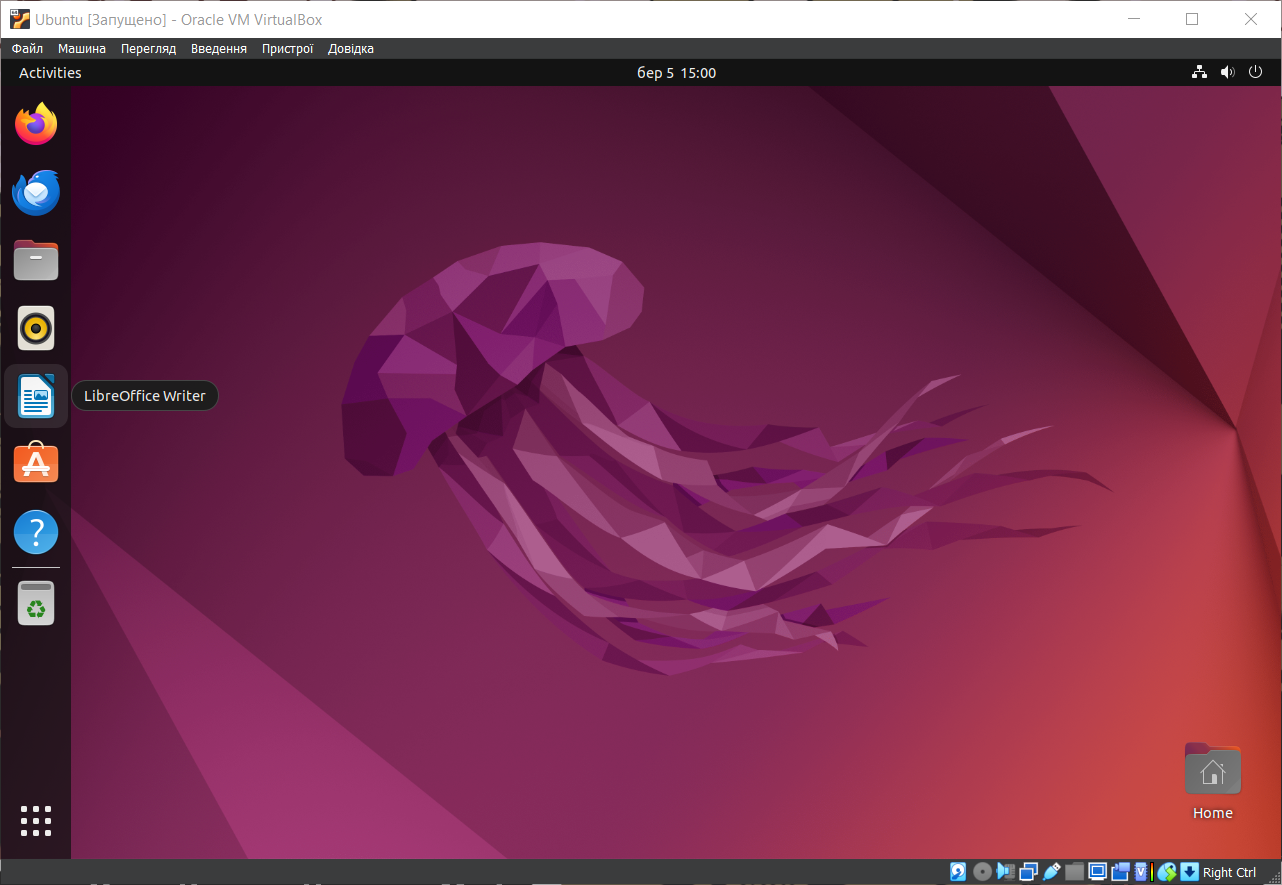 Ubuntu [Запущено] - Oracle VM VirtualBox
Файл Машина Перегляд Введення Пристрої Довідка
Activities бер 5 15:00
LibreOffice Writer
Home
Right Ctrl